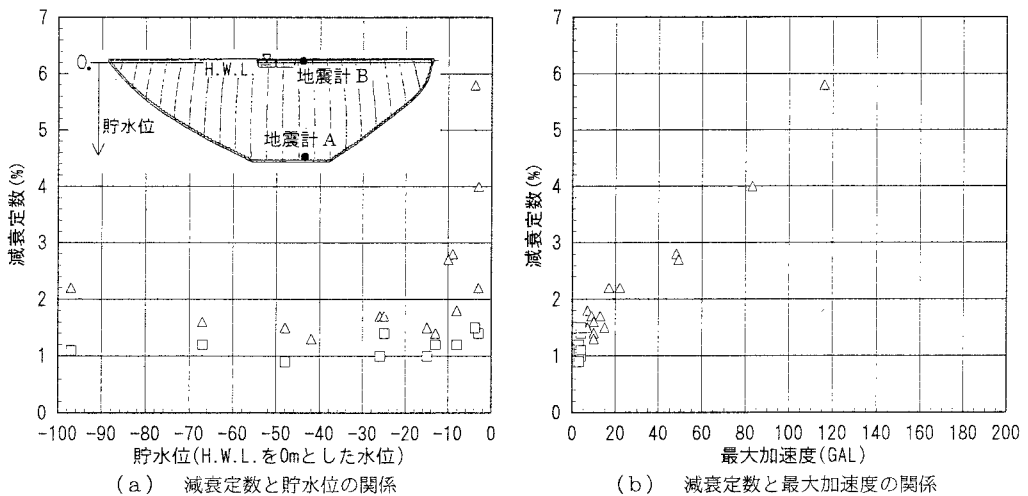 7
6
5
4
3
2
1
0
減衰定数(%)
0
H.W.L.
地震計 B
貯水位
地震計 A
-100 -90 -80 -70 -60 -50 -40 -30 -20 -10 0
貯水位(H.W.L.を0mとした水位)
(a) 減衰定数と貯水位の関係
7
6
5
4
3
2
1
0
減衰定数(%)
0 20 40 60 80 100 120 140 160 180 200
最大加速度(GAL)
(b) 減衰定数と最大加速度の関係